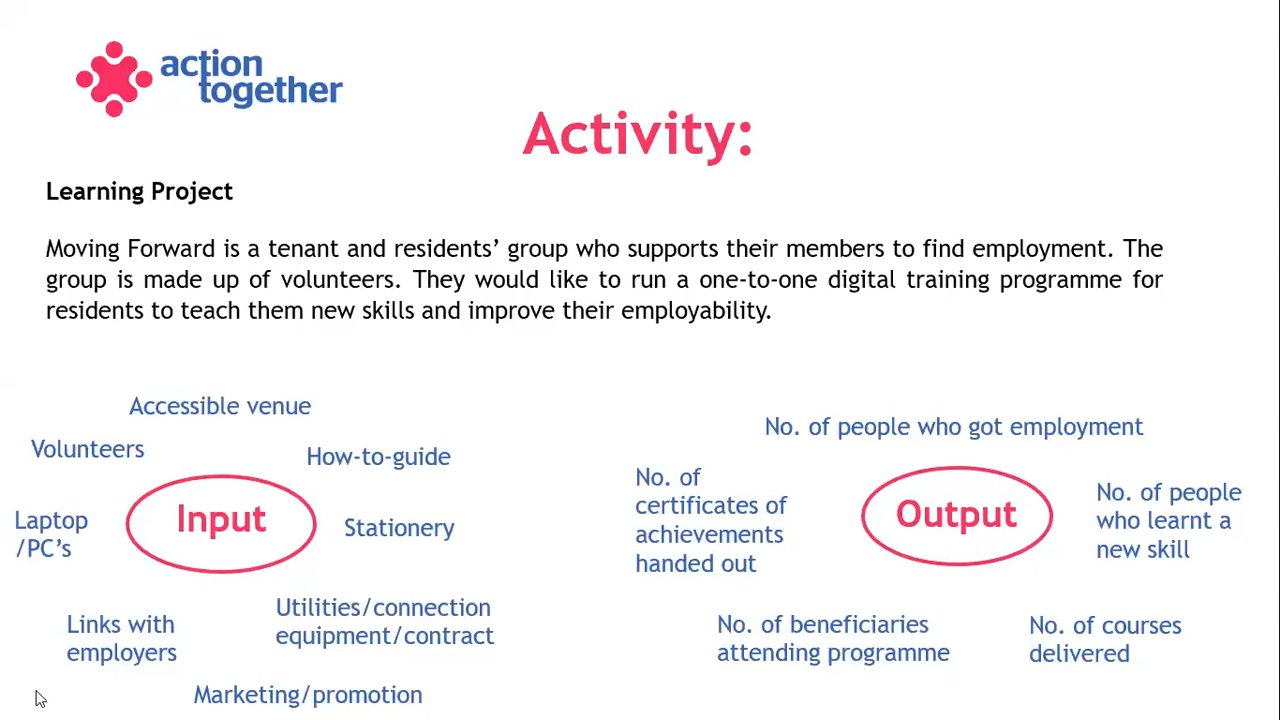 action
together
Activity:
Learning Project
Moving Forward is a tenant and residents’ group who supports their members to find employment. The
group is made up of volunteers. They would like to run a one-to-one digital training programme for
residents to teach them new skills and improve their employability.
Accessible venue
Volunteers
How-to-guide
Input
Laptop
/PC’s
Stationery
Links with
employers
Utilities/connection
equipment/contract
Marketing/promotion
No. of people who got employment
No. of
certificates of
achievements
handed out
Output
No. of people
who learnt a
new skill
No. of beneficiaries
attending programme
No. of courses
delivered